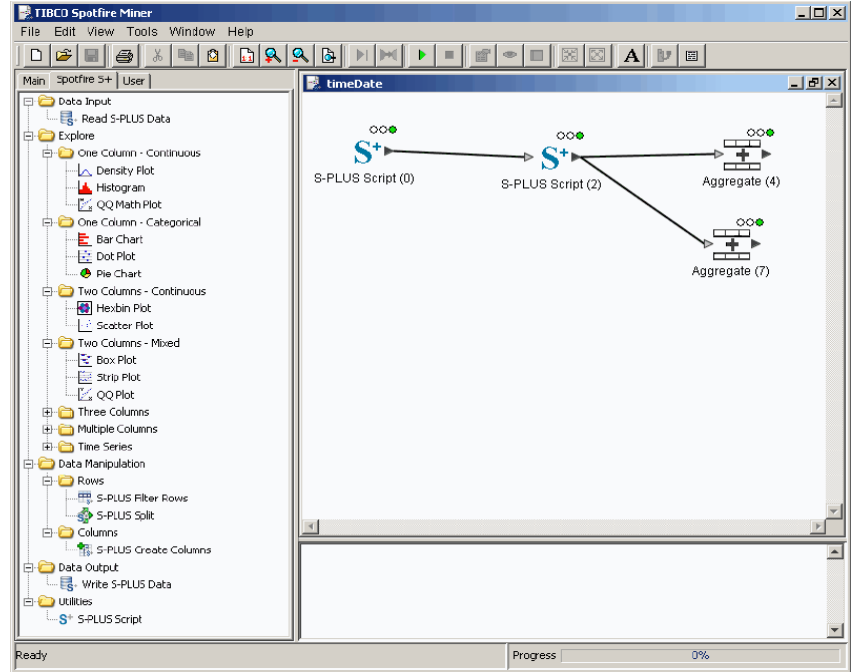 TIBCO Spotfire Miner
File Edit View Tools Window Help
Main Spotfire S+ User
timeDate
Data Input
Read S-PLUS Data
Explore
One Column - Continuous
Density Plot
Histogram
QQ Math Plot
One Column - Categorical
Bar Chart
Dot Plot
Pie Chart
Two Columns - Continuous
Hexbin Plot
Scatter Plot
Two Columns - Mixed
Box Plot
Strip Plot
QQ Plot
Three Columns
Multiple Columns
Time Series
Data Manipulation
Rows
S-PLUS Filter Rows
S-PLUS Split
Columns
S-PLUS Create Columns
Data Output
Write S-PLUS Data
Utilities
S+ S-PLUS Script
S+
S-PLUS Script (0)
S+
S-PLUS Script (2)
Aggregate (4)
Aggregate (7)
Ready
Progress 0%